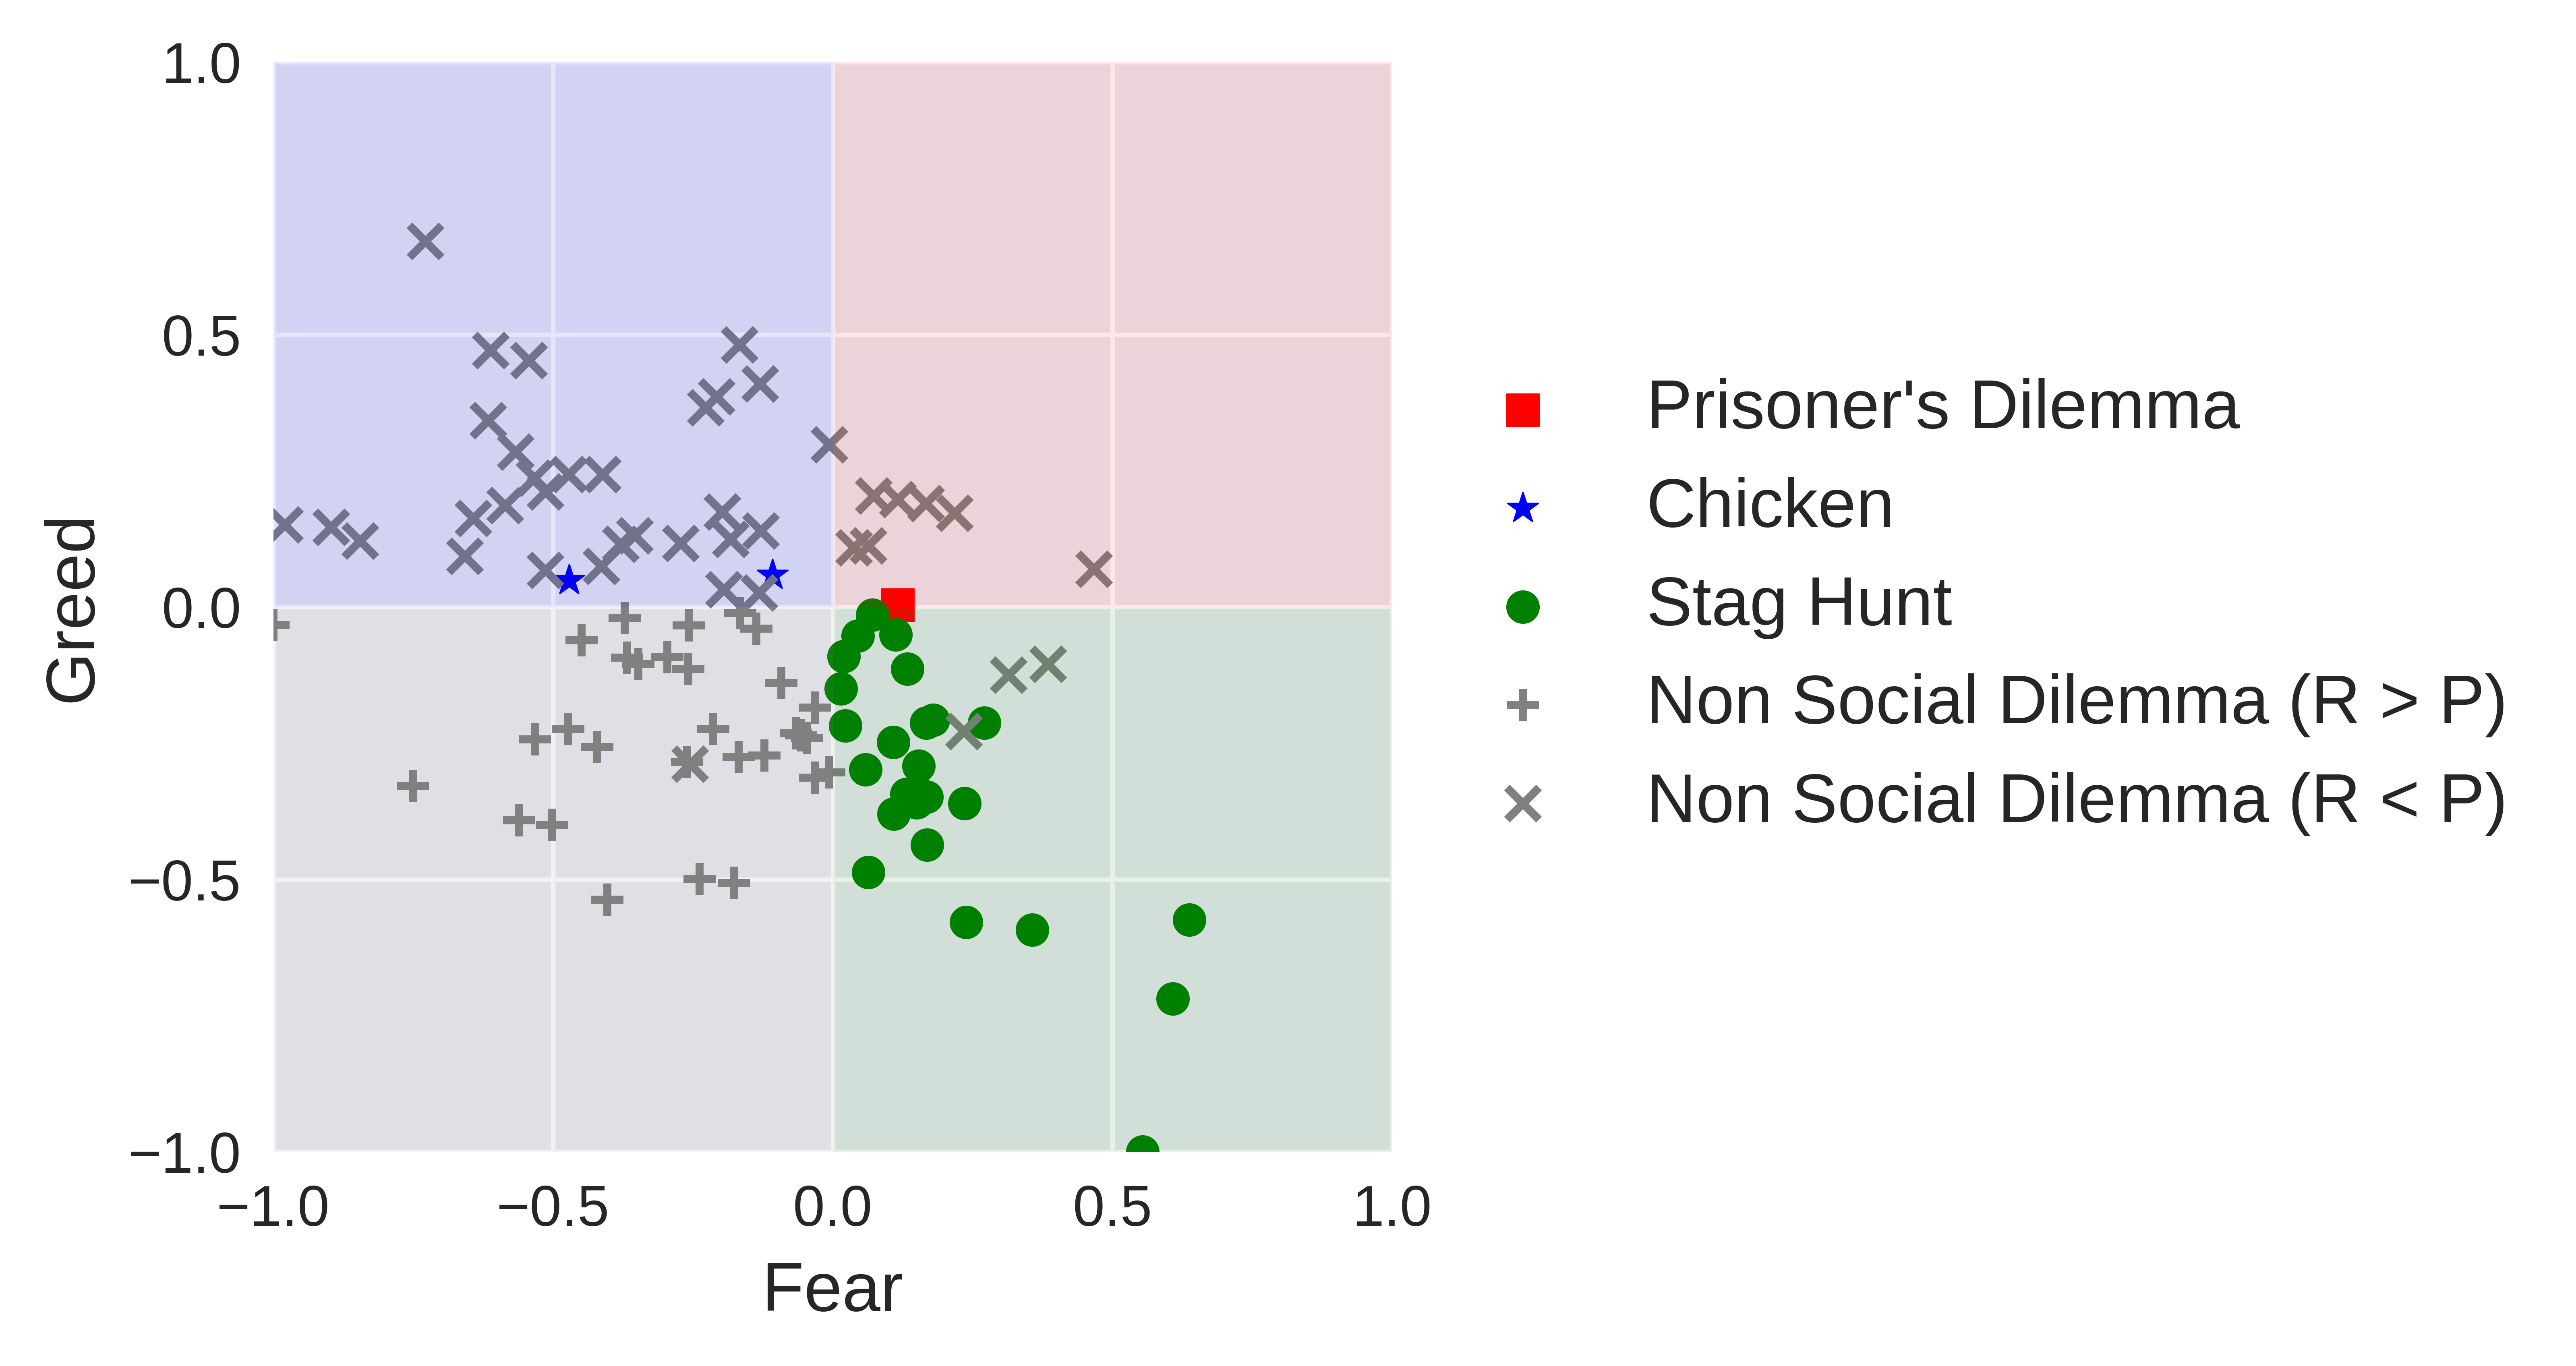 1.0
0.5
0.0
−0.5
−1.0
Greed
−1.0 −0.5 0.0 0.5 1.0
Fear
Prisoner's Dilemma
Chicken
Stag Hunt
Non Social Dilemma (R > P)
Non Social Dilemma (R < P)